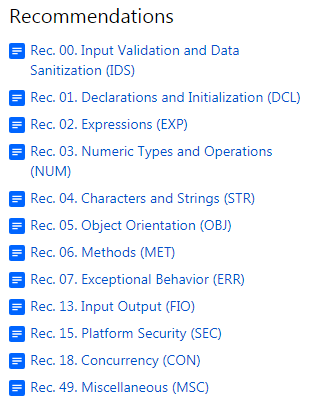 Recommendations
Rec. 00. Input Validation and Data
Sanitization (IDS)
Rec. 01. Declarations and Initialization (DCL)
Rec. 02. Expressions (EXP)
Rec. 03. Numeric Types and Operations
(NUM)
Rec. 04. Characters and Strings (STR)
Rec. 05. Object Orientation (OBJ)
Rec. 06. Methods (MET)
Rec. 07. Exceptional Behavior (ERR)
Rec. 13. Input Output (FIO)
Rec. 15. Platform Security (SEC)
Rec. 18. Concurrency (CON)
Rec. 49. Miscellaneous (MSC)